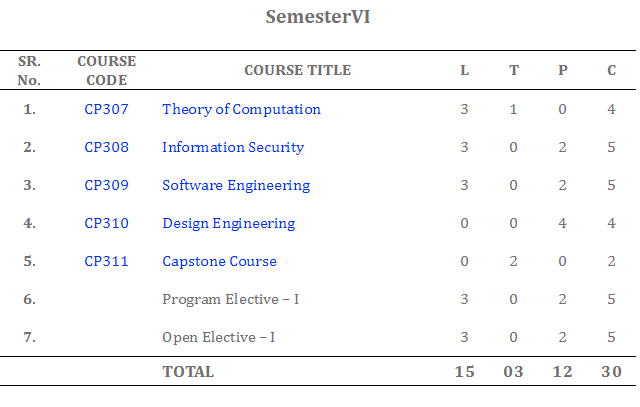 SemesterVI
SR. No. COURSE CODE COURSE TITLE L T P C
1. CP307 Theory of Computation 3 1 0 4
2. CP308 Information Security 3 0 2 5
3. CP309 Software Engineering 3 0 2 5
4. CP310 Design Engineering 0 0 4 4
5. CP311 Capstone Course 0 2 0 2
6. Program Elective – I 3 0 2 5
7. Open Elective – I 3 0 2 5
TOTAL 15 03 12 30